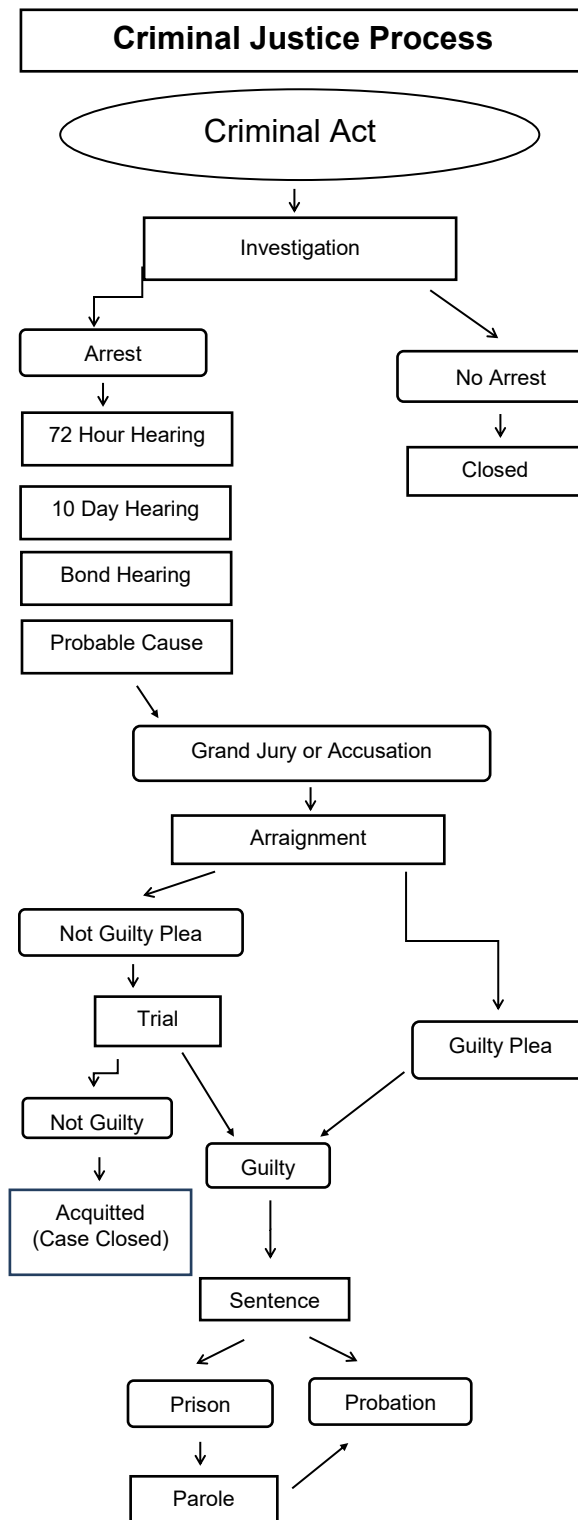 Criminal Justice Process
Criminal Act
Investigation
Arrest
No Arrest
72 Hour Hearing
Closed
10 Day Hearing
Bond Hearing
Probable Cause
Grand Jury or Accusation
Arraignment
Not Guilty Plea
Trial
Guilty Plea
Not Guilty
Guilty
Acquitted
(Case Closed)
Sentence
Prison
Probation
Parole